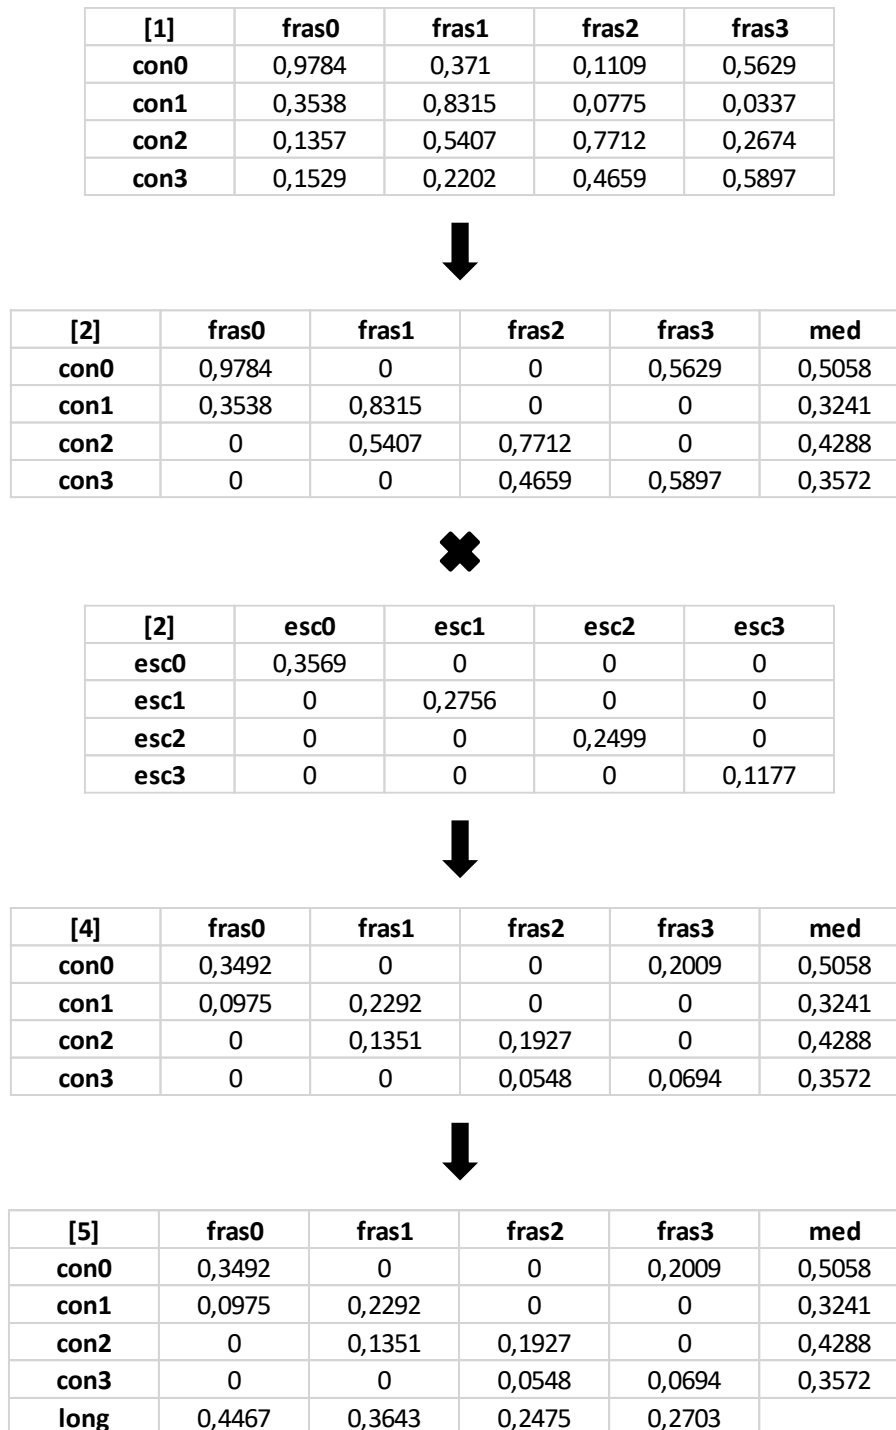 [1] fras0 fras1 fras2 fras3
con0 0,9784 0,371 0,1109 0,5629
con1 0,3538 0,8315 0,0775 0,0337
con2 0,1357 0,5407 0,7712 0,2674
con3 0,1529 0,2202 0,4659 0,5897
[2] fras0 fras1 fras2 fras3 med
con0 0,9784 0 0 0,5629 0,5058
con1 0,3538 0,8315 0 0 0,3241
con2 0 0,5407 0,7712 0 0,4288
con3 0 0 0,4659 0,5897 0,3572
[2] esc0 esc1 esc2 esc3
esc0 0,3569 0 0 0
esc1 0 0,2756 0 0
esc2 0 0 0,2499 0
esc3 0 0 0 0,1177
[4] fras0 fras1 fras2 fras3 med
con0 0,3492 0 0 0,2009 0,5058
con1 0,0975 0,2292 0 0 0,3241
con2 0 0,1351 0,1927 0 0,4288
con3 0 0 0,0548 0,0694 0,3572
[5] fras0 fras1 fras2 fras3 med
con0 0,3492 0 0 0,2009 0,5058
con1 0,0975 0,2292 0 0 0,3241
con2 0 0,1351 0,1927 0 0,4288
con3 0 0 0,0548 0,0694 0,3572
long 0,4467 0,3643 0,2475 0,2703